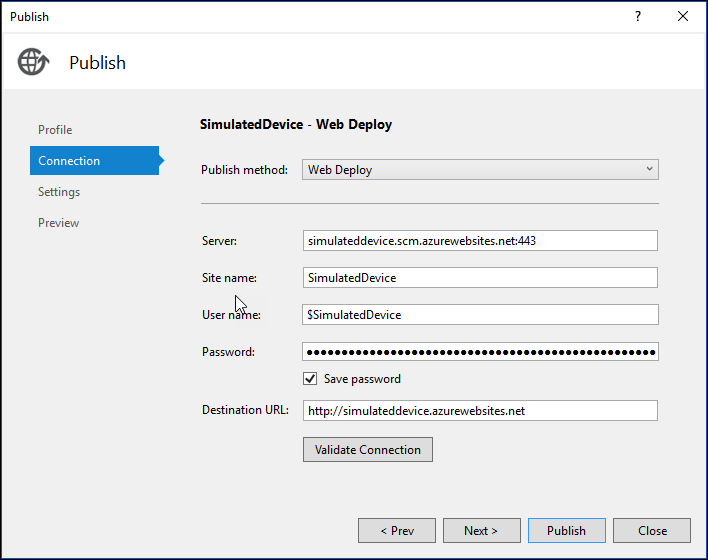 Publish
?
Publish
Profile
Connection
Settings
Preview
SimulatedDevice - Web Deploy
Publish method: Web Deploy
Server: simulateddevice.scm.azurewebsites.net:443
Site name: SimulatedDevice
User name: $SimulatedDevice
Password: ••••••••••••••••••••••••••••••••••••••••••••••••••
Save password
Destination URL: http://simulateddevice.azurewebsites.net
Validate Connection
< Prev Next > Publish Close